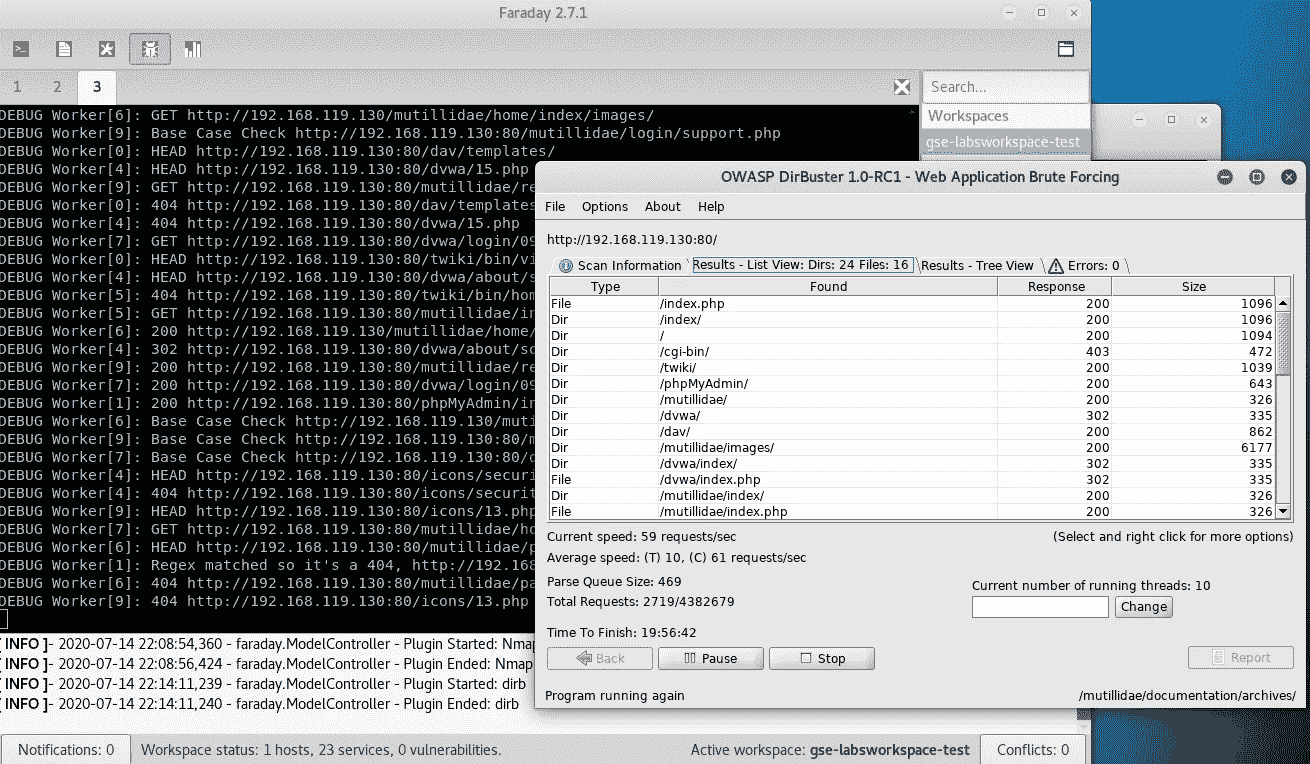 Faraday 2.7.1
1 2 3
Search...
Workspaces
gse-labsworkspace-test
DEBUG Worker[6]: GET http://192.168.119.130/mutillidae/home/index/images/
DEBUG Worker[9]: Base Case Check http://192.168.119.130:80/mutillidae/login/support.php
DEBUG Worker[0]: HEAD http://192.168.119.130:80/dav/templates/
DEBUG Worker[4]: HEAD http://192.168.119.130:80/dvwa/15.php
DEBUG Worker[9]: GET http://192.168.119.130:80/mutillidae/re
DEBUG Worker[0]: 404 http://192.168.119.130:80/dav/templates
DEBUG Worker[4]: 404 http://192.168.119.130:80/dvwa/15.php
DEBUG Worker[7]: GET http://192.168.119.130:80/dvwa/login/09
DEBUG Worker[0]: HEAD http://192.168.119.130:80/twiki/bin/vi
DEBUG Worker[4]: HEAD http://192.168.119.130:80/dvwa/about/s
DEBUG Worker[5]: 404 http://192.168.119.130:80/twiki/bin/hom
DEBUG Worker[5]: GET http://192.168.119.130:80/mutillidae/in
DEBUG Worker[6]: 200 http://192.168.119.130/mutillidae/home/
DEBUG Worker[4]: 302 http://192.168.119.130:80/dvwa/about/sc
DEBUG Worker[9]: 200 http://192.168.119.130:80/mutillidae/re
DEBUG Worker[7]: 200 http://192.168.119.130:80/dvwa/login/09
DEBUG Worker[1]: 200 http://192.168.119.130:80/phpMyAdmin/in
DEBUG Worker[6]: Base Case Check http://192.168.119.130/muti
DEBUG Worker[9]: Base Case Check http://192.168.119.130:80/m
DEBUG Worker[7]: Base Case Check http://192.168.119.130:80/d
DEBUG Worker[4]: HEAD http://192.168.119.130:80/icons/securi
DEBUG Worker[4]: 404 http://192.168.119.130:80/icons/securit
DEBUG Worker[9]: HEAD http://192.168.119.130:80/icons/13.php
DEBUG Worker[7]: GET http://192.168.119.130:80/mutillidae/ho
DEBUG Worker[6]: HEAD http://192.168.119.130:80/mutillidae/p
DEBUG Worker[1]: Regex matched so it's a 404, http://192.168
DEBUG Worker[6]: 404 http://192.168.119.130:80/mutillidae/pa
DEBUG Worker[9]: 404 http://192.168.119.130:80/icons/13.php
[ INFO ]- 2020-07-14 22:08:54,360 - faraday.ModelController - Plugin Started: Nmap
[ INFO ]- 2020-07-14 22:08:56,424 - faraday.ModelController - Plugin Ended: Nmap
[ INFO ]- 2020-07-14 22:14:11,239 - faraday.ModelController - Plugin Started: dirb
[ INFO ]- 2020-07-14 22:14:11,240 - faraday.ModelController - Plugin Ended: dirb
Notifications: 0 Workspace status: 1 hosts, 23 services, 0 vulnerabilities. Active workspace: gse-labsworkspace-test Conflicts: 0
OWASP DirBuster 1.0-RC1 - Web Application Brute Forcing
File Options About Help
http://192.168.119.130:80/
Scan Information Results - List View: Dirs: 24 Files: 16 Results - Tree View Errors: 0
Type Found Response Size
File /index.php 200 1096
Dir /index/ 200 1096
Dir / 200 1094
Dir /cgi-bin/ 403 472
Dir /twiki/ 200 1039
Dir /phpMyAdmin/ 200 643
Dir /mutillidae/ 200 326
Dir /dvwa/ 302 335
Dir /dav/ 200 862
Dir /mutillidae/images/ 200 6177
Dir /dvwa/index/ 302 335
File /dvwa/index.php 302 335
Dir /mutillidae/index/ 200 326
File /mutillidae/index.php 200 326
Current speed: 59 requests/sec (Select and right click for more options)
Average speed: (T) 10, (C) 61 requests/sec
Parse Queue Size: 469 Current number of running threads: 10
Total Requests: 2719/4382679 Change
Time To Finish: 19:56:42
Back Pause Stop Report
Program running again /mutillidae/documentation/archives/